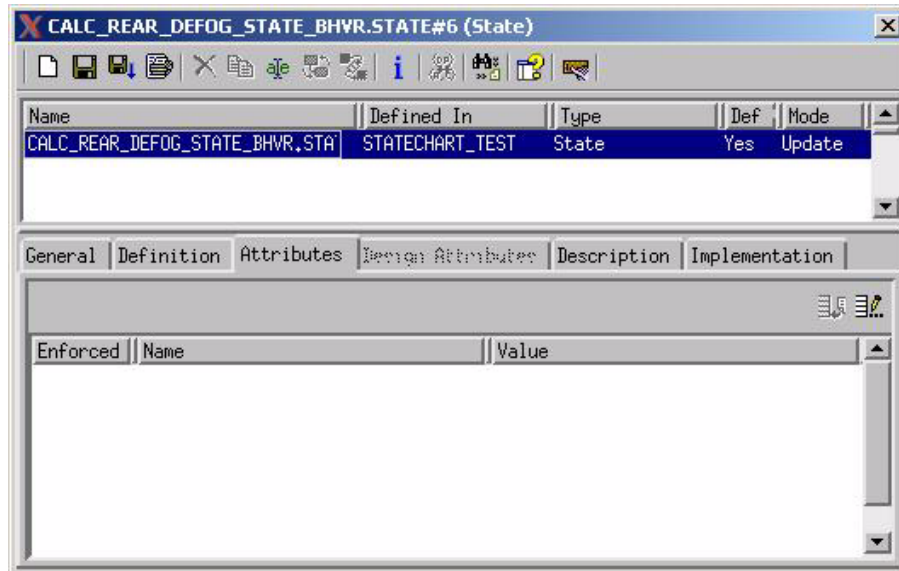 CALC_REAR_DEFOG_STATE_BHVR.STATE#6 (State)
Name Defined In Type Def Mode
CALC_REAR_DEFOG_STATE_BHVR.STA STATECHART_TEST State Yes Update
General Definition Attributes Design Attributes Description Implementation
Enforced Name Value